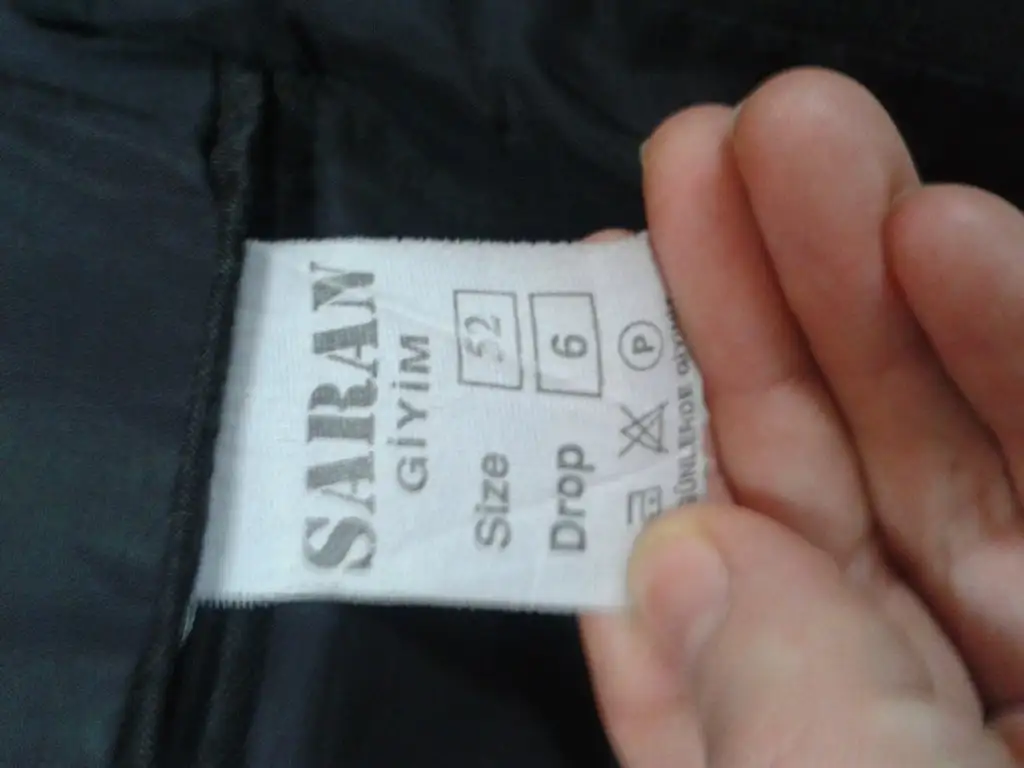 SARAN
GİYİM
Size 52
Drop 6
P